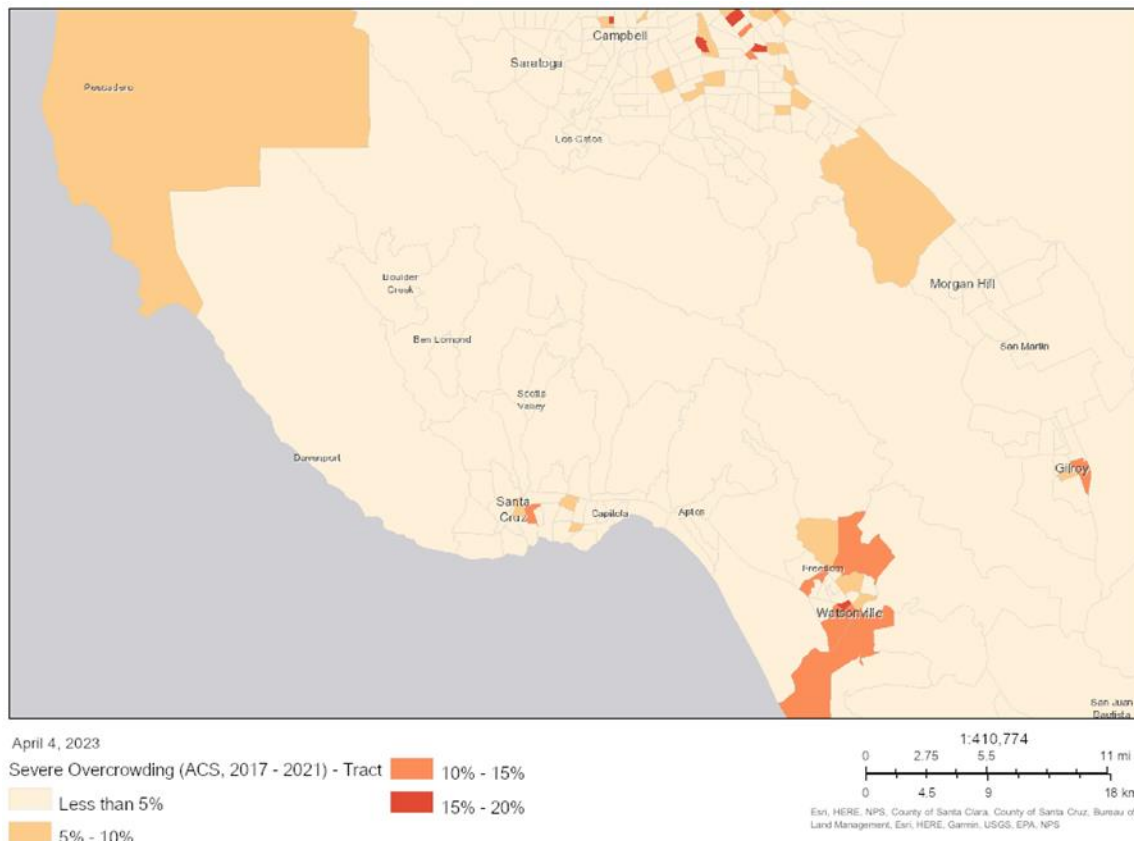 Campbell
Saratoga
Pescadero
Los Gatos
Boulder
Creek
Morgan Hill
Ben Lomond
San Martin
Scotts
Valley
Davenport
Gilroy
Santa
Cruz
Capitola
Aptos
Freedom
Watsonville
San Juan
Bautista
April 4, 2023
Severe Overcrowding (ACS, 2017 - 2021) - Tract
Less than 5%
5% - 10%
10% - 15%
15% - 20%
1:410,774
0 2.75 5.5 11 mi
0 4.5 9 18 km
Esri, HERE, NPS, County of Santa Clara, County of Santa Cruz, Bureau of
Land Management, Esri, HERE, Garmin, USGS, EPA, NPS